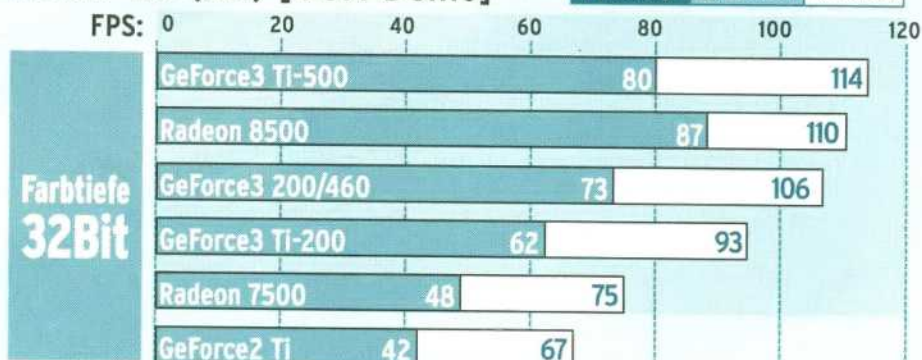 FPS: 0 20 40 60 80 100 120
Farbtiefe
32Bit
GeForce3 Ti-500 80 114
Radeon 8500 87 110
GeForce3 200/460 73 106
GeForce3 Ti-200 62 93
Radeon 7500 48 75
GeForce2 Ti 42 67